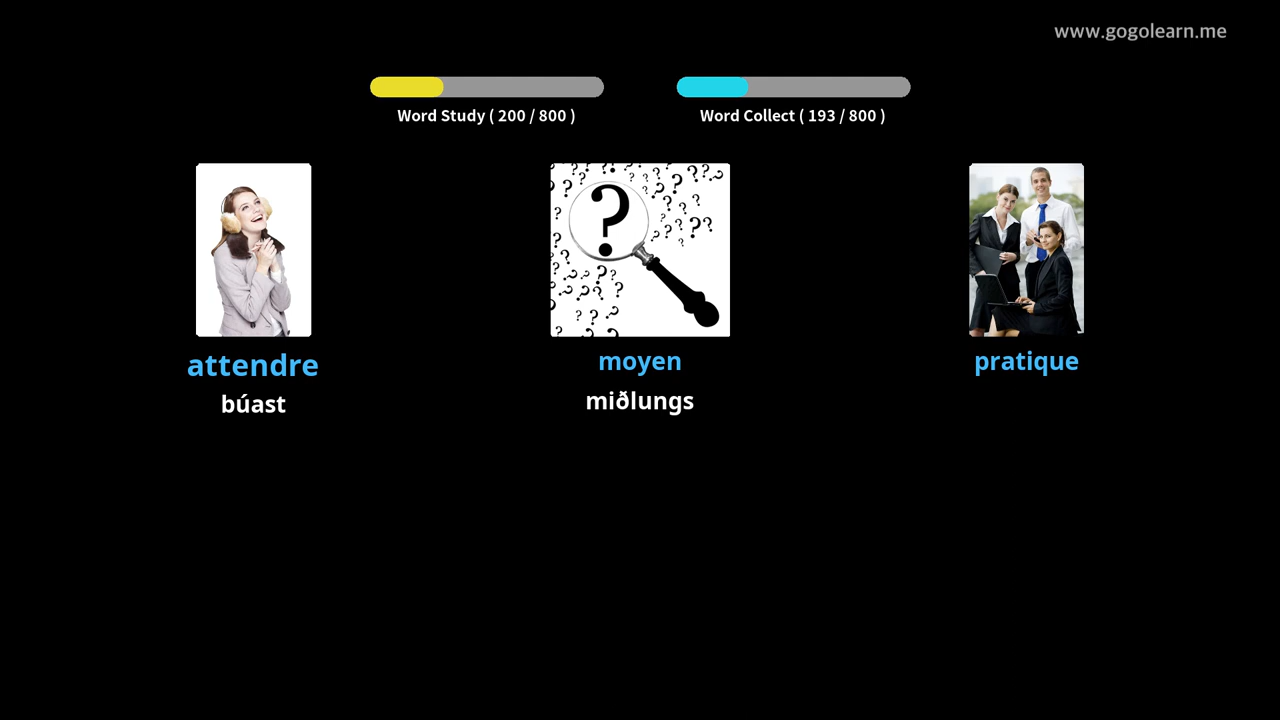 www.gogolearn.me
Word Study ( 200 / 800 )
Word Collect ( 193 / 800 )
attendre
búast
moyen
miðlungs
pratique